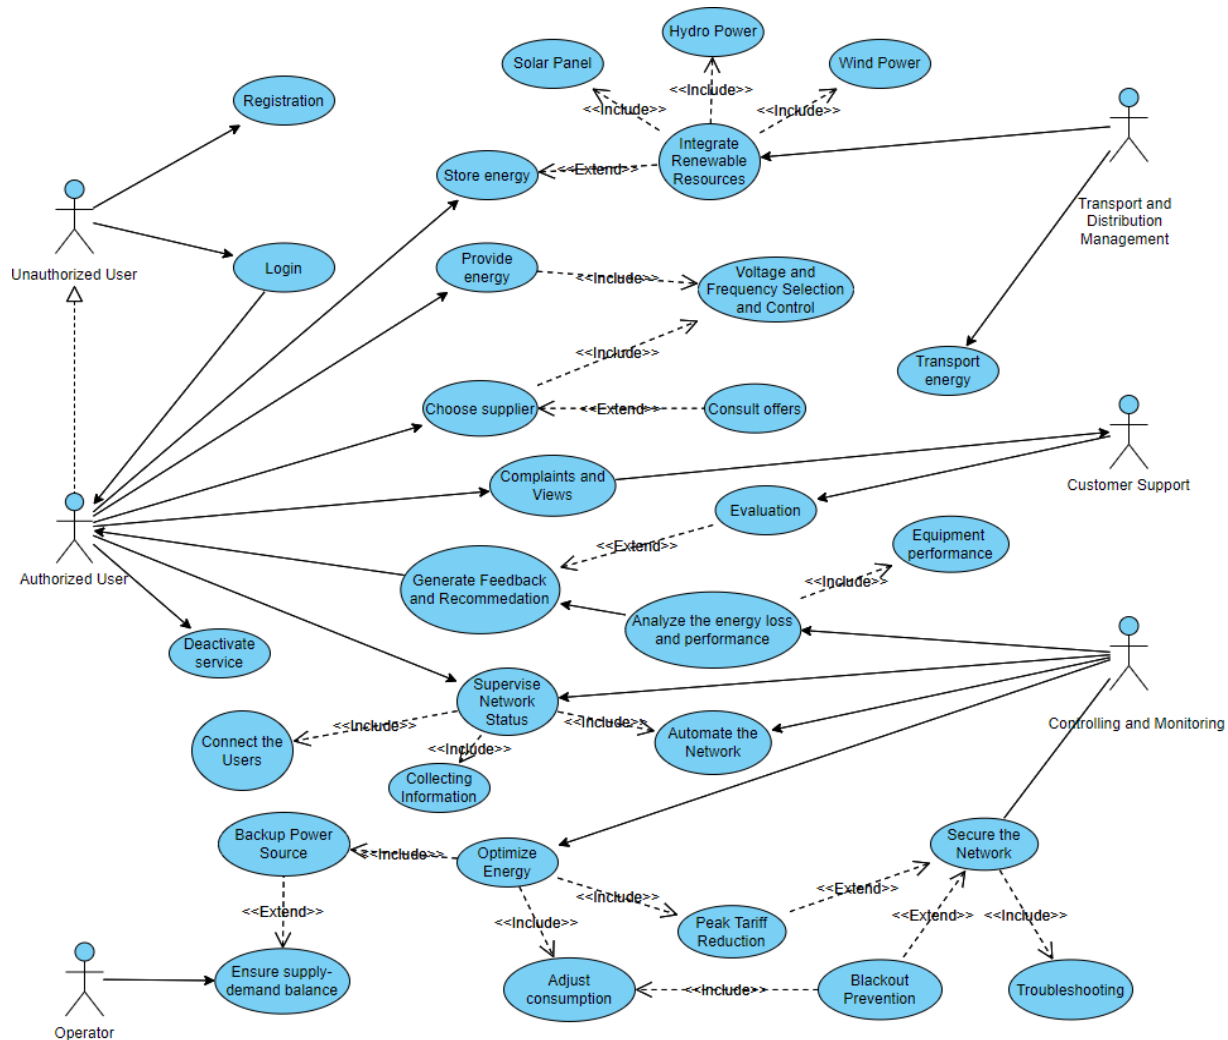 Hydro Power
Solar Panel
Wind Power
<<Include>>
<<Include>>
<<Include>>
Registration
Integrate
Renewable
Resources
<<Extend>>
Store energy
Transport and
Distribution
Management
Unauthorized User
Login
Provide
energy
<<Include>>
Voltage and
Frequency Selection
and Control
<<Include>>
Transport
energy
Choose supplier
<<Extend>>
Consult offers
Complaints and
Views
Customer Support
Evaluation
<<Extend>>
Equipment
performance
<<Include>>
Authorized User
Generate Feedback
and Recommedation
Analyze the energy loss
and performance
Deactivate
service
Supervise
Network
Status
<<Include>>
<<Include>>
<<Include>>
Controlling and Monitoring
Connect the
Users
Automate the
Network
Collecting
Information
Backup Power
Source
<<Include>>
Optimize
Energy
Secure the
Network
<<Include>>
<<Extend>>
<<Extend>>
<<Include>>
<<Extend>>
<<Include>>
Peak Tariff
Reduction
Ensure supply-
demand balance
Adjust
consumption
<<Include>>
Blackout
Prevention
Troubleshooting
Operator